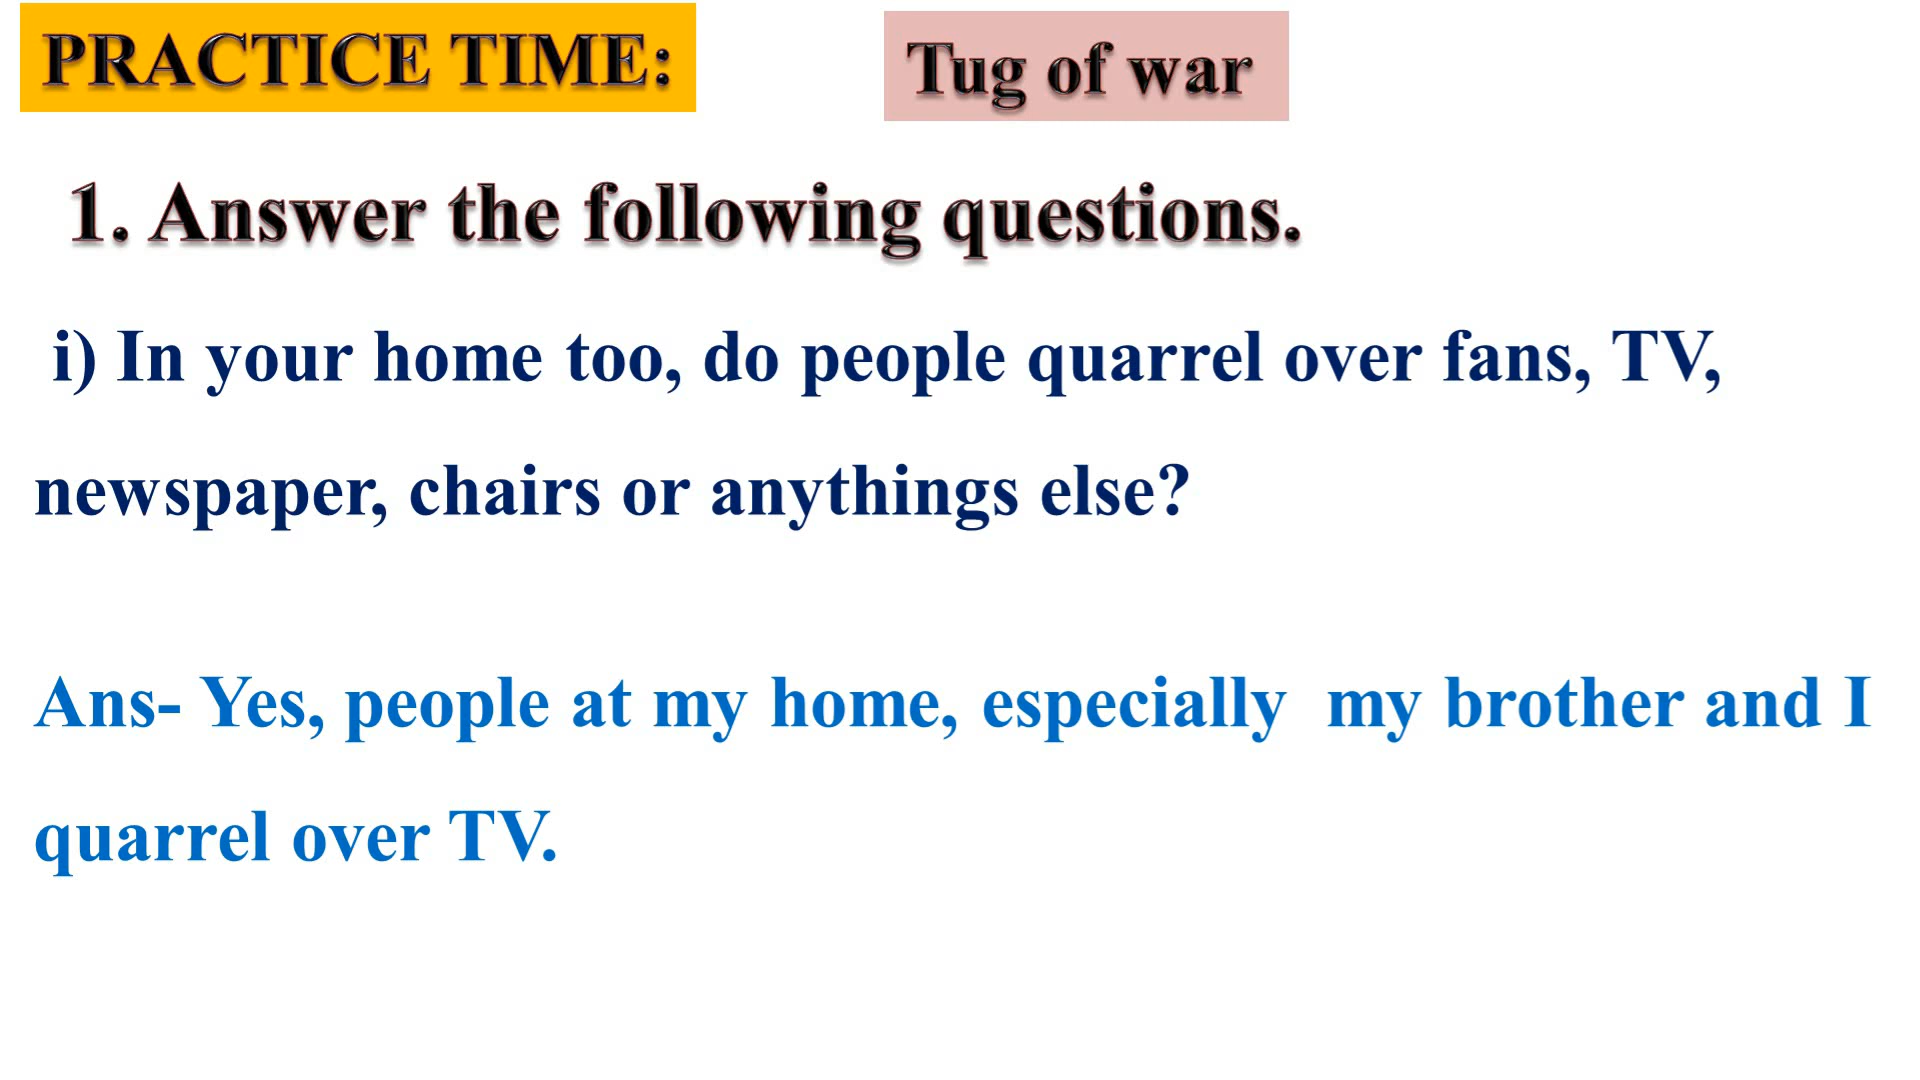 PRACTICE TIME:
Tug of war
1. Answer the following questions.
i) In your home too, do people quarrel over fans, TV,
newspaper, chairs or anythings else?
Ans- Yes, people at my home, especially  my brother and I
quarrel over TV.